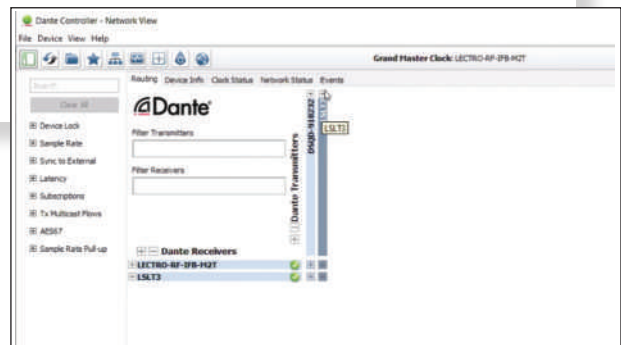 Dante Controller - Network View
File Device View Help
Grand Master Clock: LECTRO-RF-IFB-M2T
Routing Device Info Clock Status Network Status Events
Search
Clear All
Dante
Device Lock
Sample Rate
Sync to External
Latency
Subscriptions
Tx Multicast Flows
AES67
Sample Rate Pull-up
Filter Transmitters
Filter Receivers
Dante Transmitters
DSQD-918232
LSLT3
LSLT3
Dante Receivers
LECTRO-RF-IFB-M2T
LSLT3